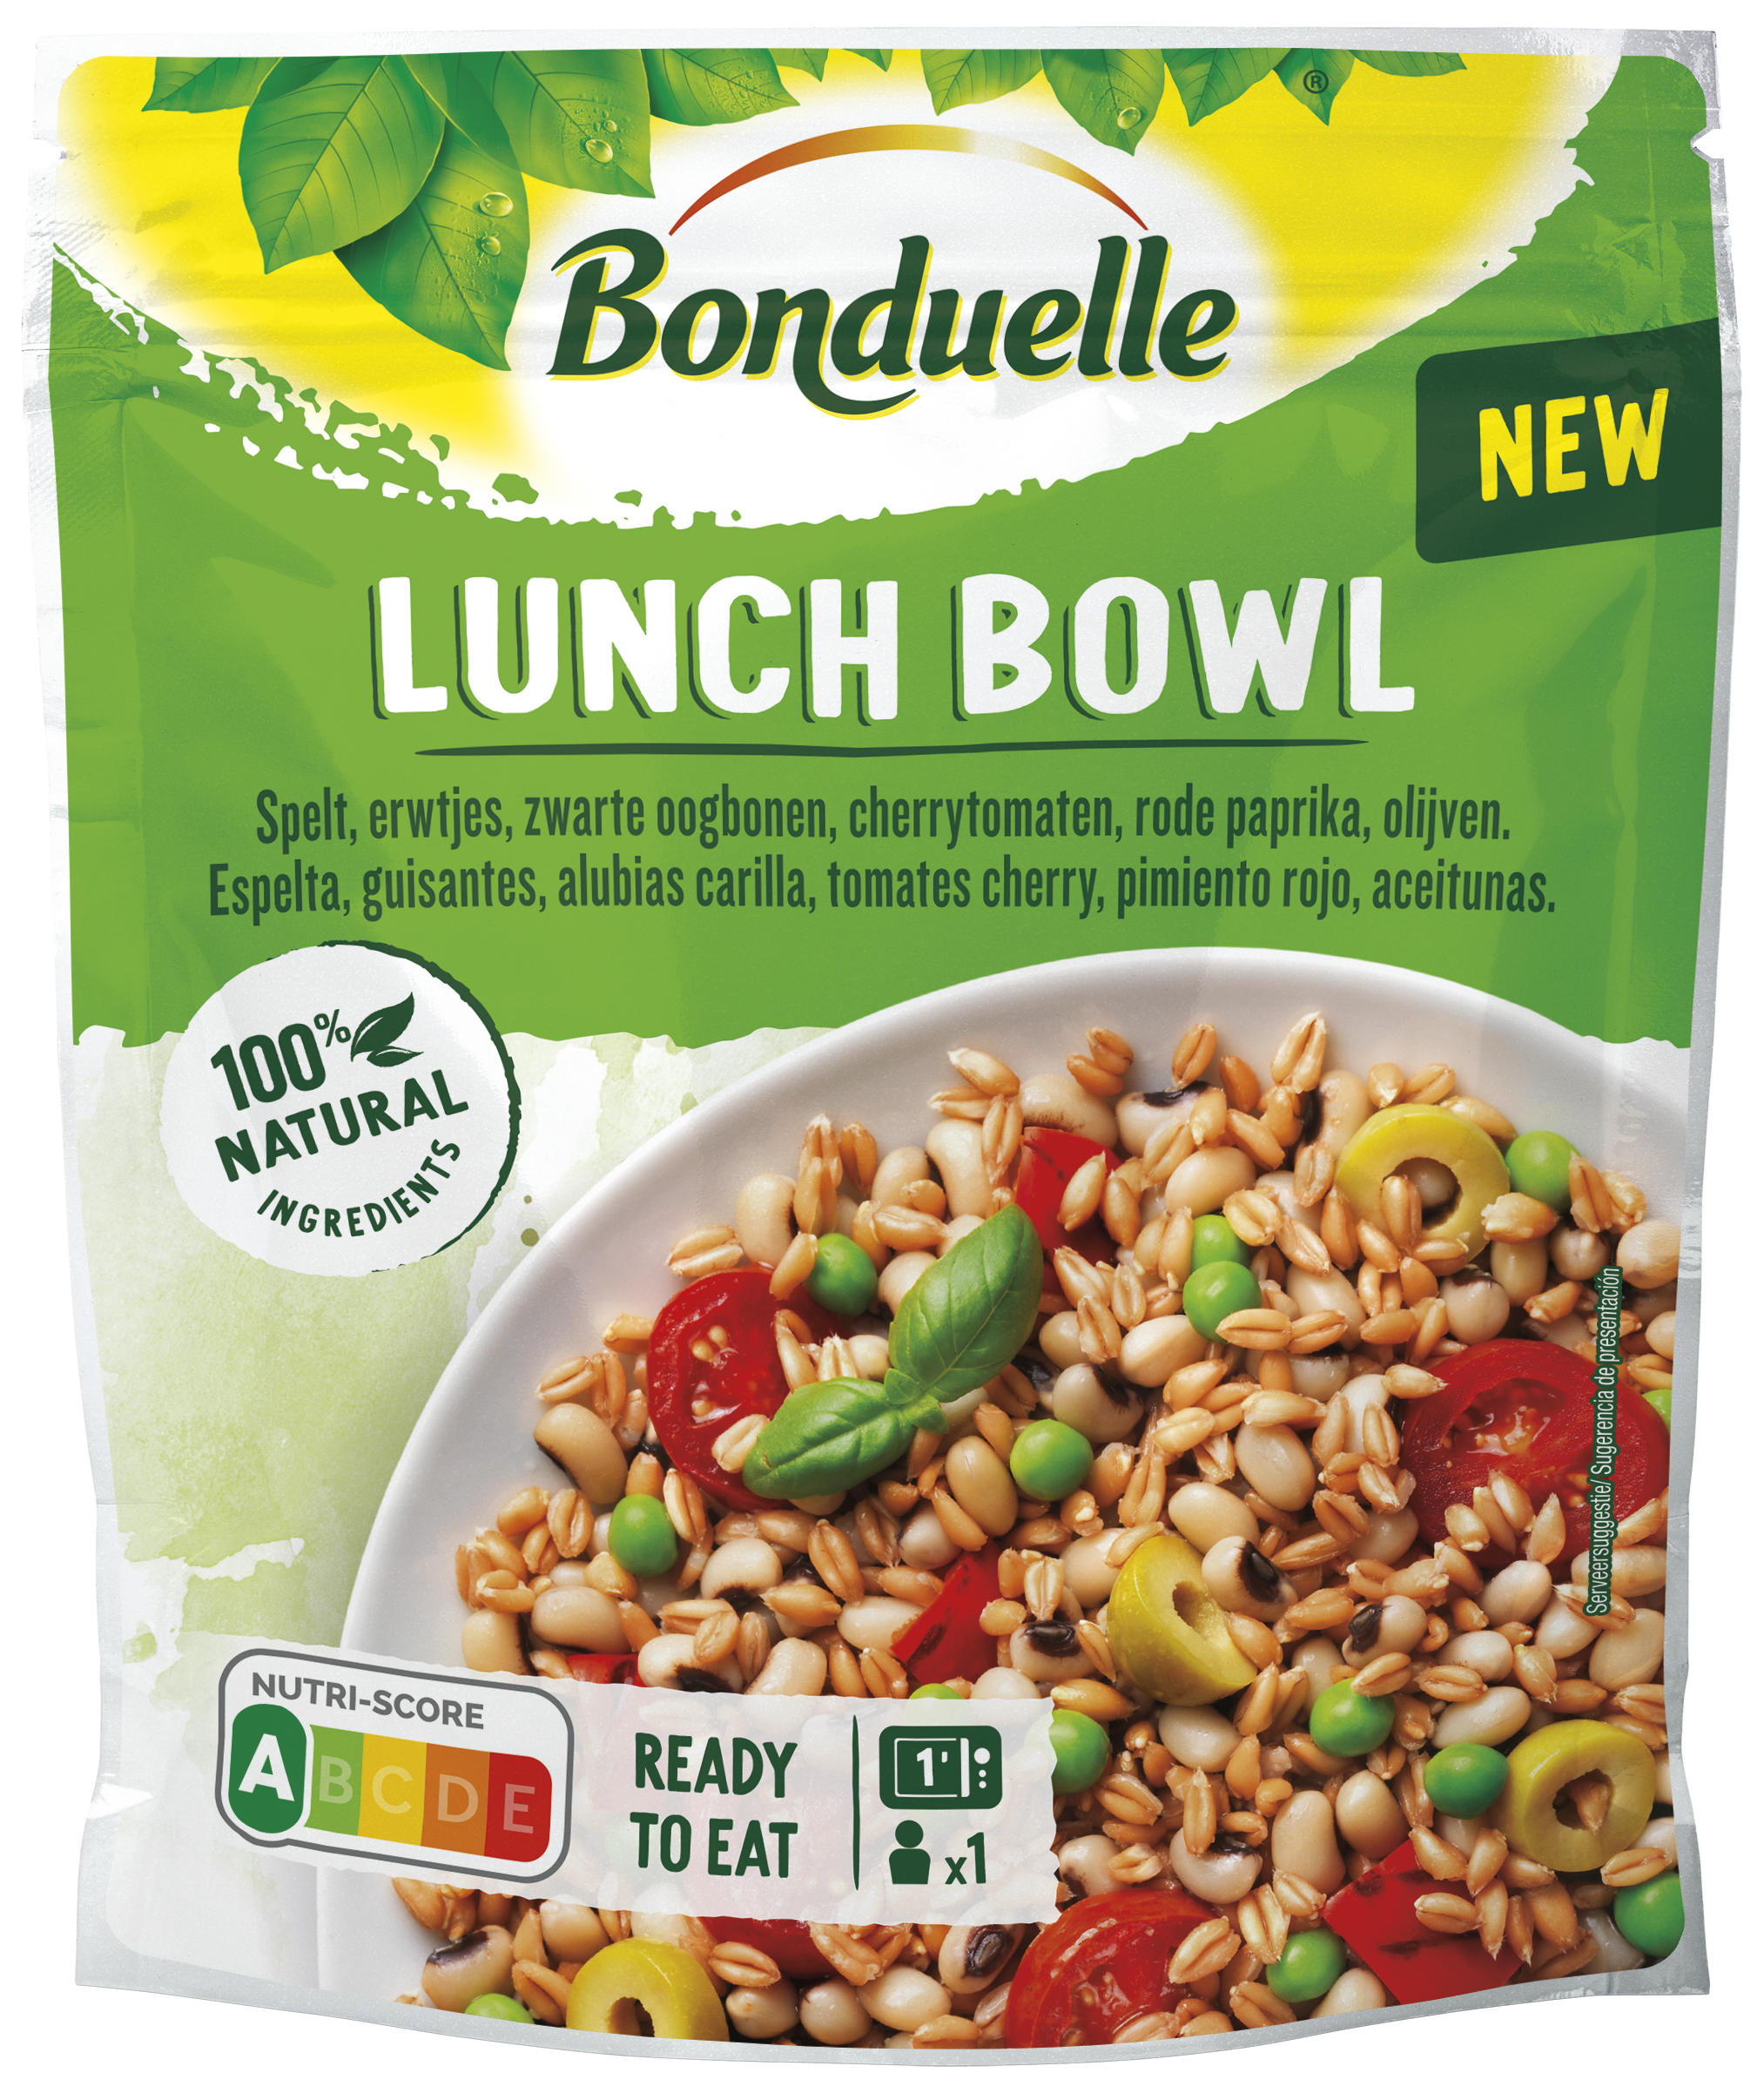 ®
Bonduelle
NEW
LUNCH BOWL
Spelt, erwtjes, zwarte oogbonen, cherrytomaten, rode paprika, olijven.
Espelta, guisantes, alubias carilla, tomates cherry, pimiento rojo, aceitunas.
100%
NATURAL
INGREDIENTS
Serveersuggestie/ Sugerencia de presentación
NUTRI-SCORE
A B C D E
READY
TO EAT
1'
x1